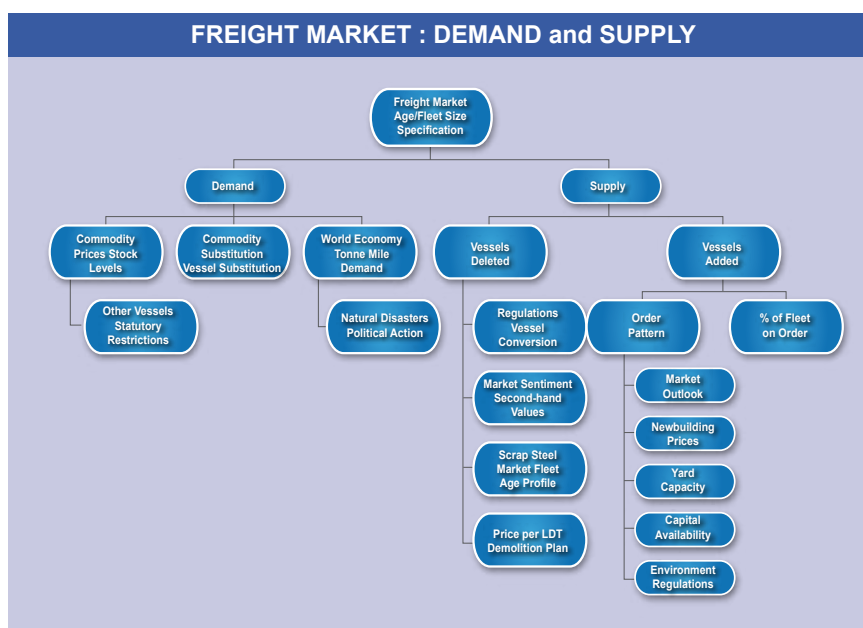 FREIGHT MARKET : DEMAND and SUPPLY
Freight Market
Age/Fleet Size
Specification
Demand
Supply
Commodity
Prices Stock
Levels
Commodity
Substitution
Vessel Substitution
World Economy
Tonne Mile
Demand
Vessels
Deleted
Vessels
Added
Other Vessels
Statutory
Restrictions
Natural Disasters
Political Action
Regulations
Vessel
Conversion
Order
Pattern
% of Fleet
on Order
Market Sentiment
Second-hand
Values
Market
Outlook
Newbuilding
Prices
Scrap Steel
Market Fleet
Age Profile
Yard
Capacity
Price per LDT
Demolition Plan
Capital
Availability
Environment
Regulations